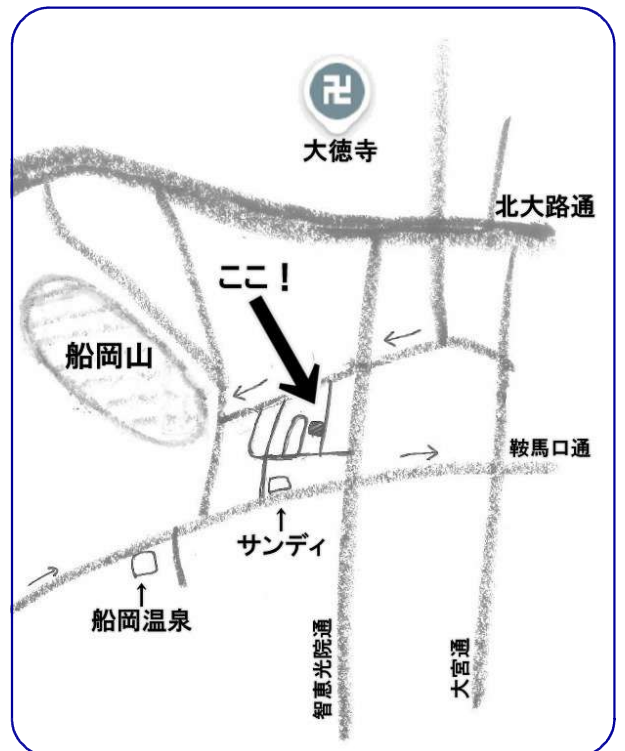 卍
大徳寺
北大路通
ここ！
船岡山
鞍馬口通
サンディ
船岡温泉
智恵光院通
大宮通